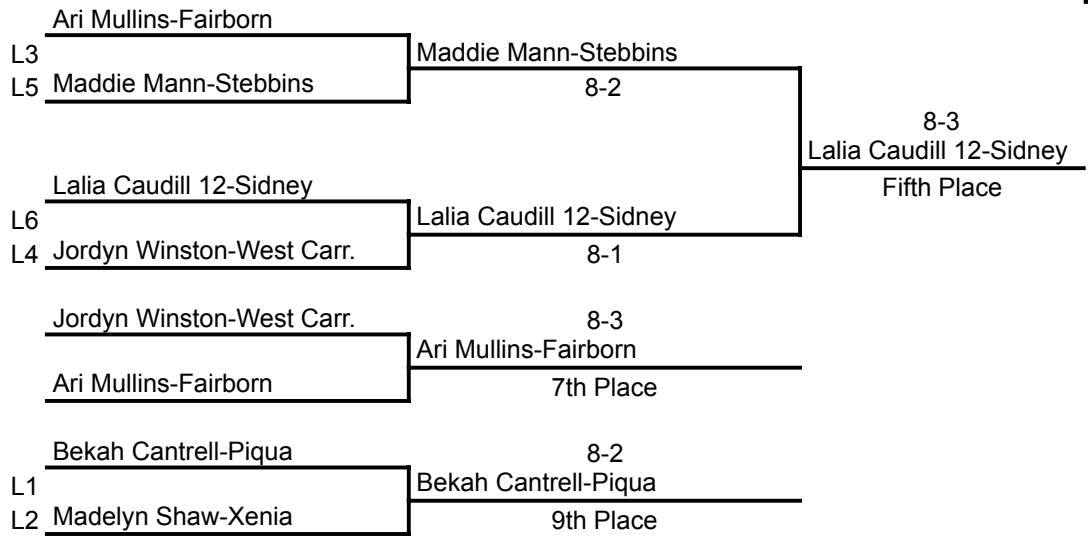 Ari Mullins-Fairborn
L3
Maddie Mann-Stebbins
L5 Maddie Mann-Stebbins
8-2
8-3
Lalia Caudill 12-Sidney
Lalia Caudill 12-Sidney
Fifth Place
L6
Lalia Caudill 12-Sidney
L4 Jordyn Winston-West Carr.
8-1
Jordyn Winston-West Carr.
8-3
Ari Mullins-Fairborn
Ari Mullins-Fairborn
7th Place
Bekah Cantrell-Piqua
8-2
L1
Bekah Cantrell-Piqua
L2 Madelyn Shaw-Xenia
9th Place